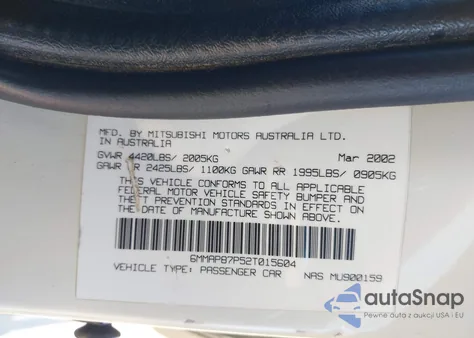 MFD. BY MITSUBISHI MOTORS AUSTRALIA LTD.
IN AUSTRALIA
GVWR 4420LBS/ 2005KG Mar 2002
GAWR FR 2425LBS/ 1100KG GAWR RR 1995LBS/ 0905KG
THIS VEHICLE CONFORMS TO ALL APPLICABLE
FEDERAL MOTOR VEHICLE SAFETY BUMPER AND
THEFT PREVENTION STANDARDS IN EFFECT ON
THE DATE OF MANUFACTURE SHOWN ABOVE.
6MMAP87P52T015604
VEHICLE TYPE: PASSENGER CAR NAS MU900159
autoSnap
Pewne auta z aukcji USA i EU